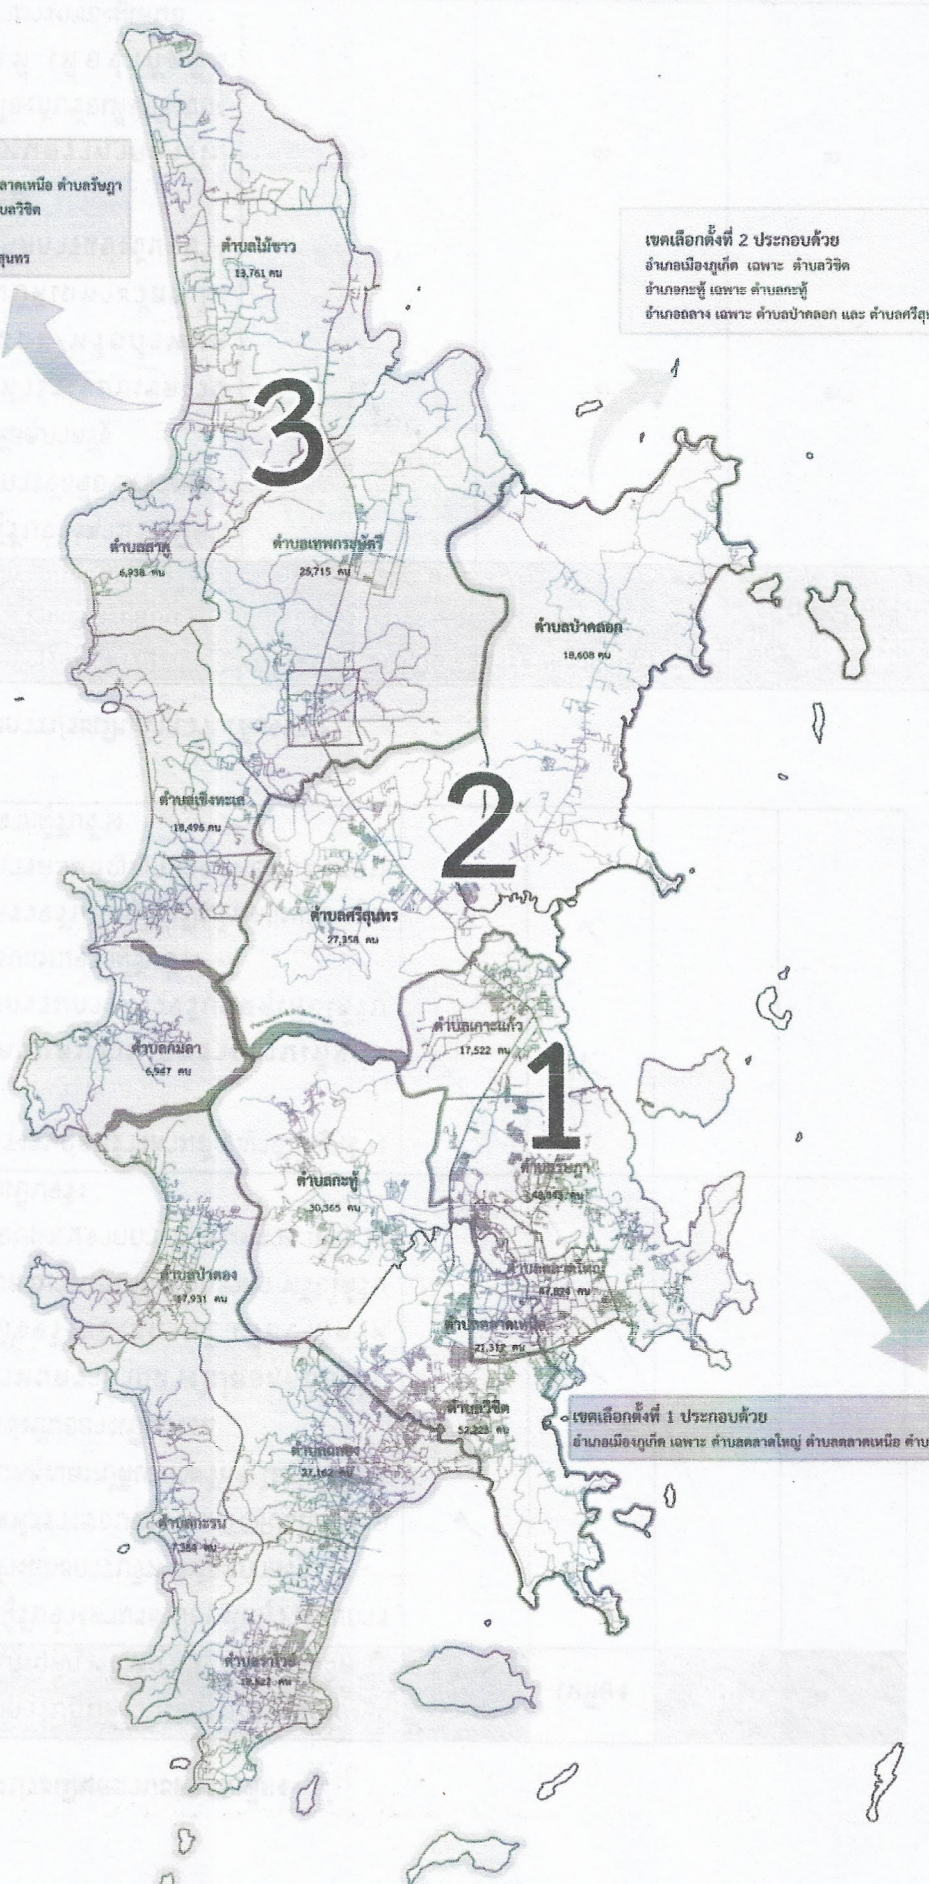 ลาดเหนือ ตำบลรัษฎา
บลวิชิต
สุนทร
ตำบลไม้ขาว
13,761 คน
เขตเลือกตั้งที่ 2 ประกอบด้วย
อำเภอเมืองภูเก็ต เฉพาะ ตำบลวิชิต
อำเภอกะทู้ เฉพาะ ตำบลกะทู้
อำเภอถลาง เฉพาะ ตำบลป่าคลอก และ ตำบลศรีสุน
3
ตำบลสาคู
6,938 คน
ตำบลเทพกระษัตรี
25,715 คน
ตำบลป่าคลอก
18,608 คน
2
ตำบลเชิงทะเล
18,496 คน
ตำบลศรีสุนทร
27,358 คน
ตำบลเกาะแก้ว
17,522 คน
ตำบลกมลา
6,947 คน
1
ตำบลรัษฎา
ตำบลกะทู้
30,365 คน
ตำบลป่าตอง
17,931 คน
ตำบลตลาดใหญ่
47,824 คน
ตำบลตลาดเหนือ
21,317 คน
ตำบลวิชิต
52,223 คน
เขตเลือกตั้งที่ 1 ประกอบด้วย
อำเภอเมืองภูเก็ต เฉพาะ ตำบลตลาดใหญ่ ตำบลตลาดเหนือ ตำบ
ตำบลฉลอง
27,162 คน
ตำบลกะรน
ตำบลราไวย์